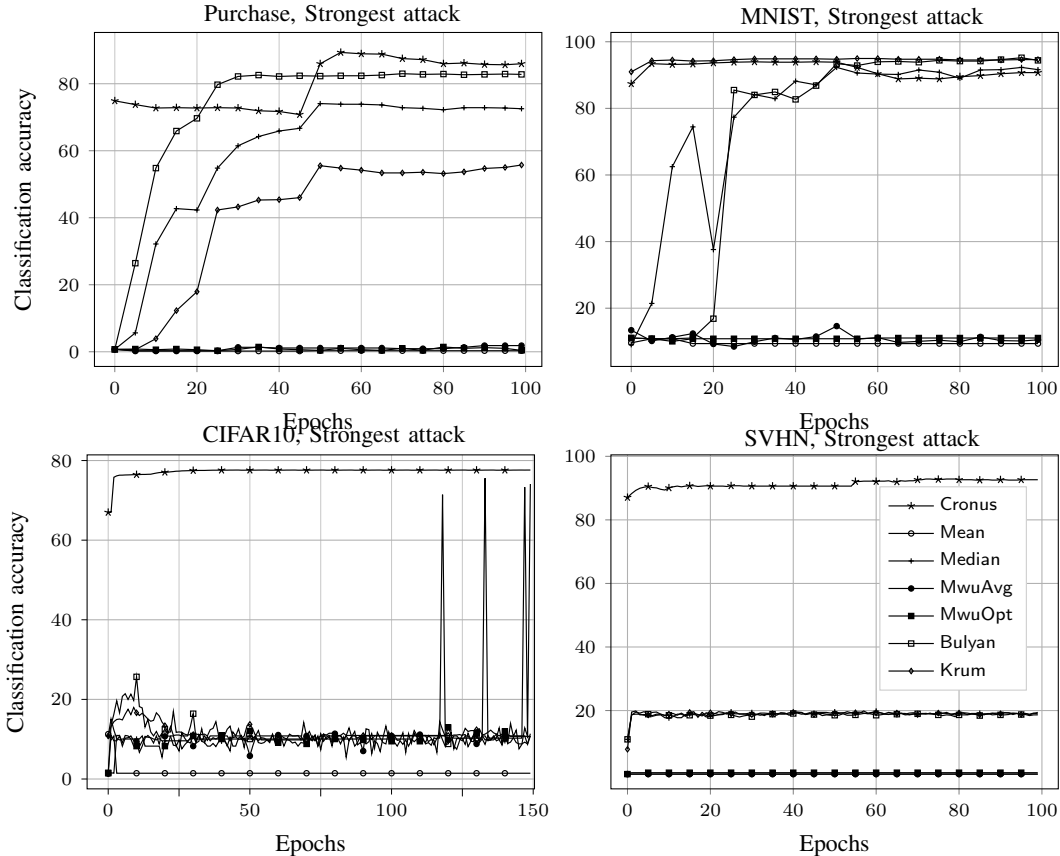 Purchase, Strongest attack
MNIST, Strongest attack
Classification accuracy
80
60
40
20
0
0
20
40
60
80
100
Epochs
100
80
60
40
20
0
20
40
60
80
100
Epochs
CIFAR10, Strongest attack
SVHN, Strongest attack
Classification accuracy
80
60
40
20
0
0
50
100
150
Epochs
100
80
60
40
20
0
20
40
60
80
100
Epochs
Cronus
Mean
Median
MwuAvg
MwuOpt
Bulyan
Krum